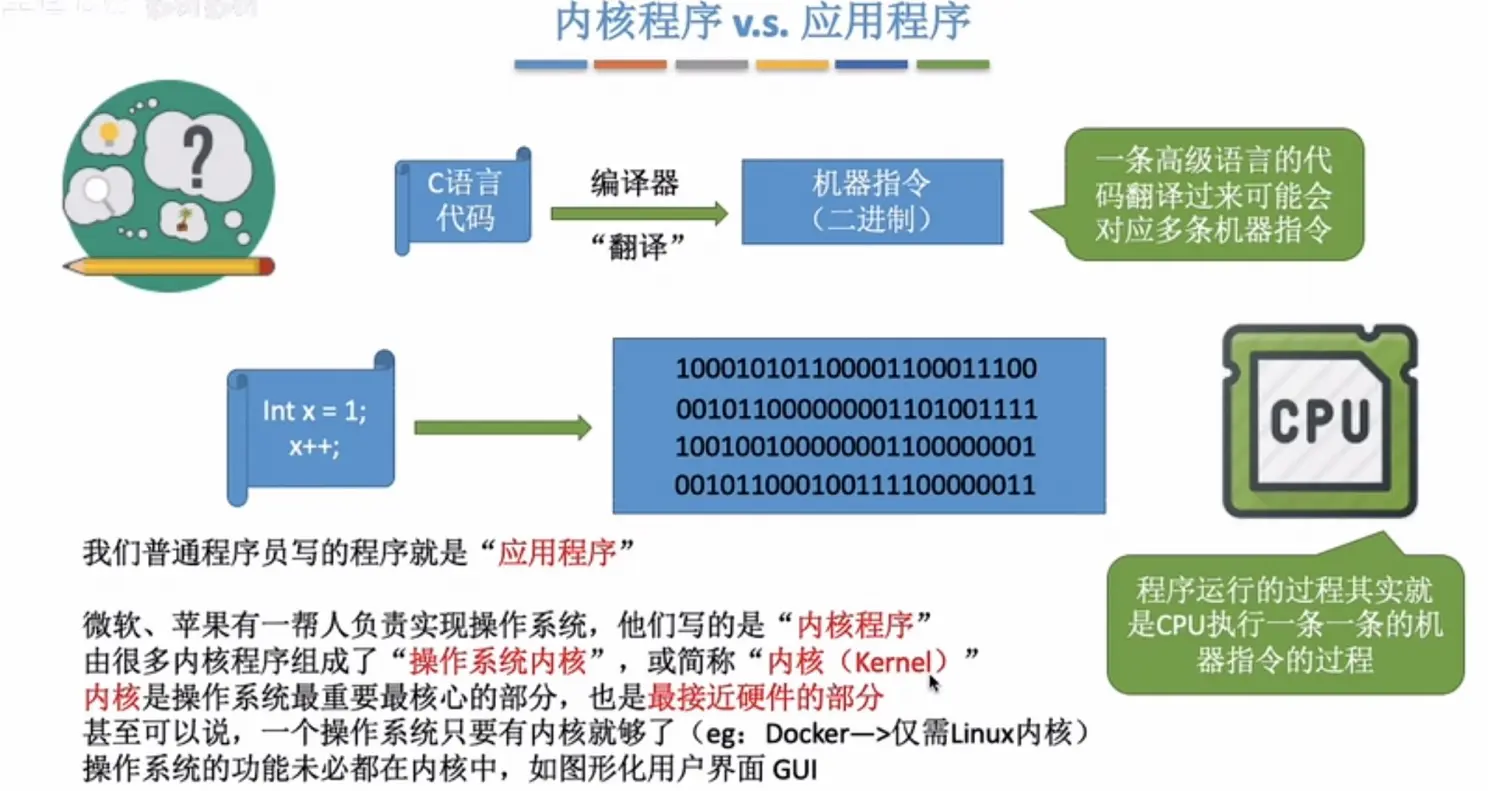 内核程序 v.s. 应用程序
C语言
代码
编译器
“翻译”
机器指令
（二进制）
一条高级语言的代
码翻译过来可能会
对应多条机器指令
Int x = 1;
x++;
100010101100001100011100
0010110000000001101001111
1001001000000001100000001
0010110001001111100000011
CPU
程序运行的过程其实就
是CPU执行一条一条的机
器指令的过程
我们普通程序员写的程序就是“应用程序”
微软、苹果有一帮人负责实现操作系统，他们写的是“内核程序”
由很多内核程序组成了“操作系统内核”，或简称“内核（Kernel）”
内核是操作系统最重要最核心的部分，也是最接近硬件的部分
甚至可以说，一个操作系统只要有内核就够了（eg：Docker—>仅需Linux内核）
操作系统的功能未必都在内核中，如图形化用户界面 GUI